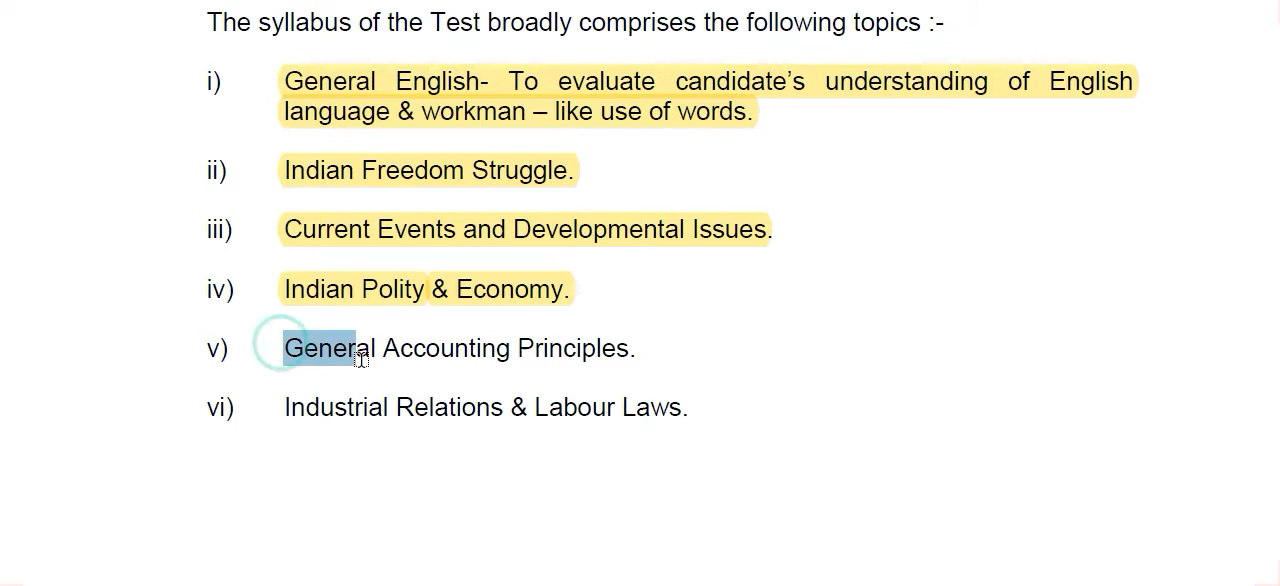 The syllabus of the Test broadly comprises the following topics :-
i) General English- To evaluate candidate’s understanding of English
language & workman – like use of words.
ii) Indian Freedom Struggle.
iii) Current Events and Developmental Issues.
iv) Indian Polity & Economy.
v) General Accounting Principles.
vi) Industrial Relations & Labour Laws.